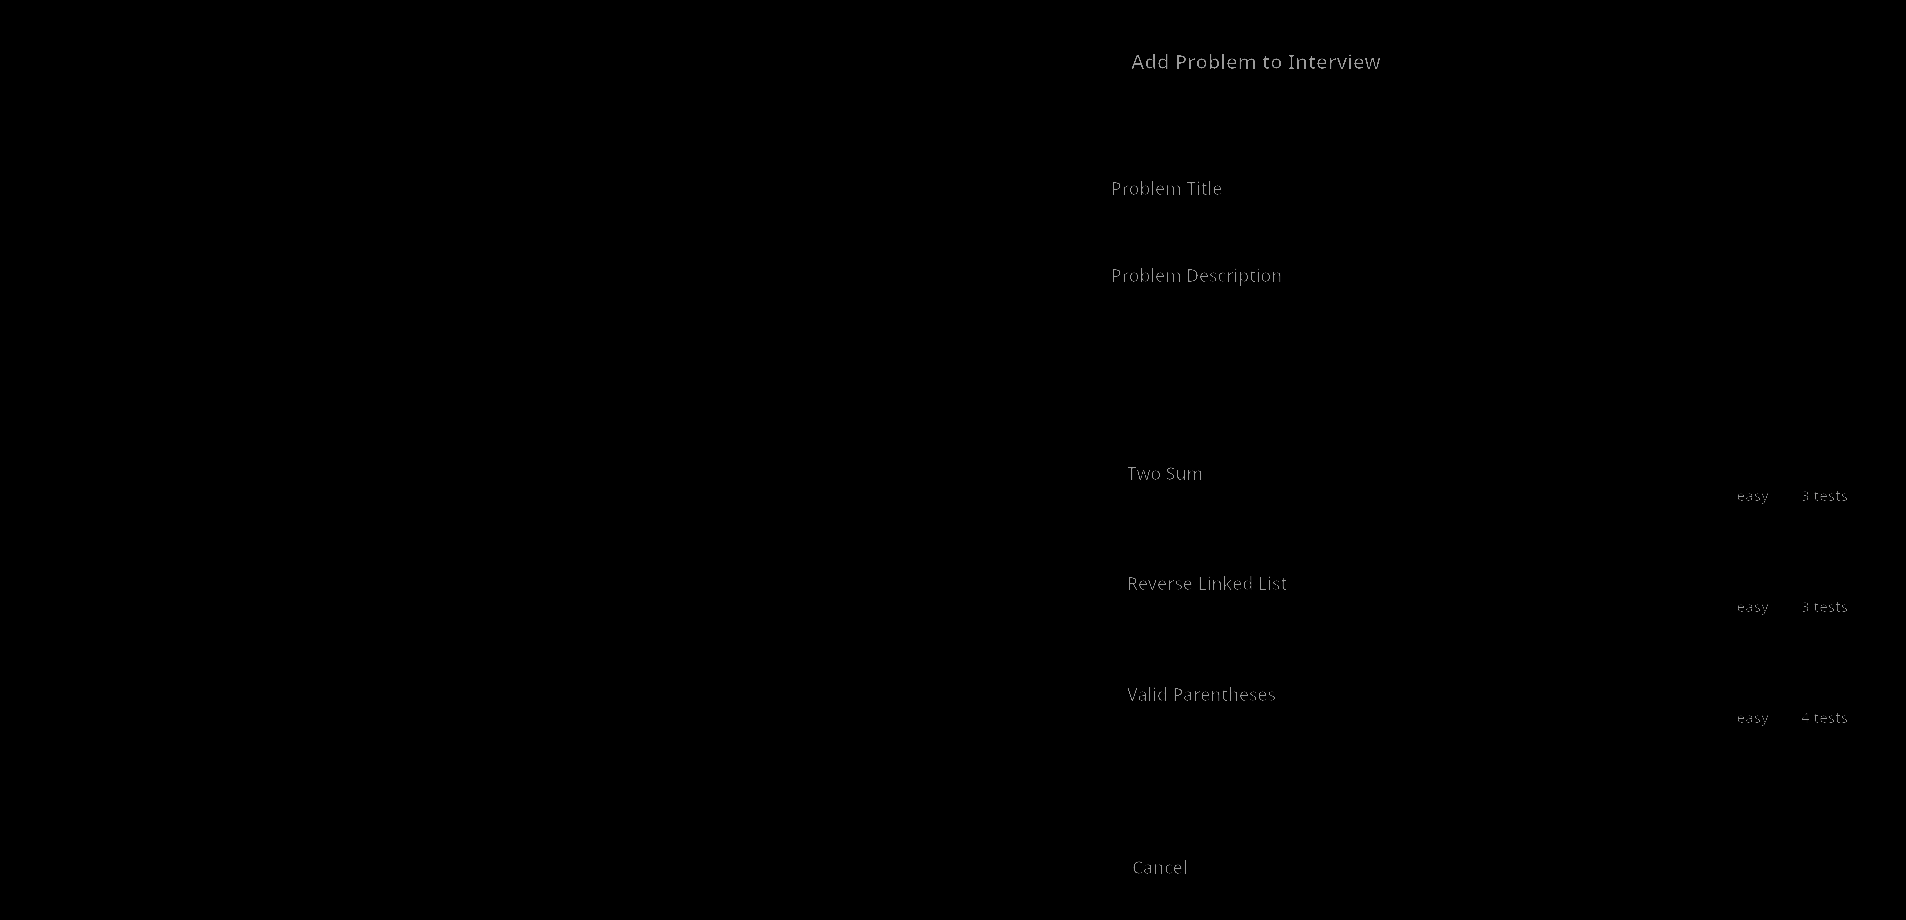 Add Problem to Interview
Problem Title
Problem Description
Two Sum
easy 3 tests
Reverse Linked List
easy 3 tests
Valid Parentheses
easy 4 tests
Cancel